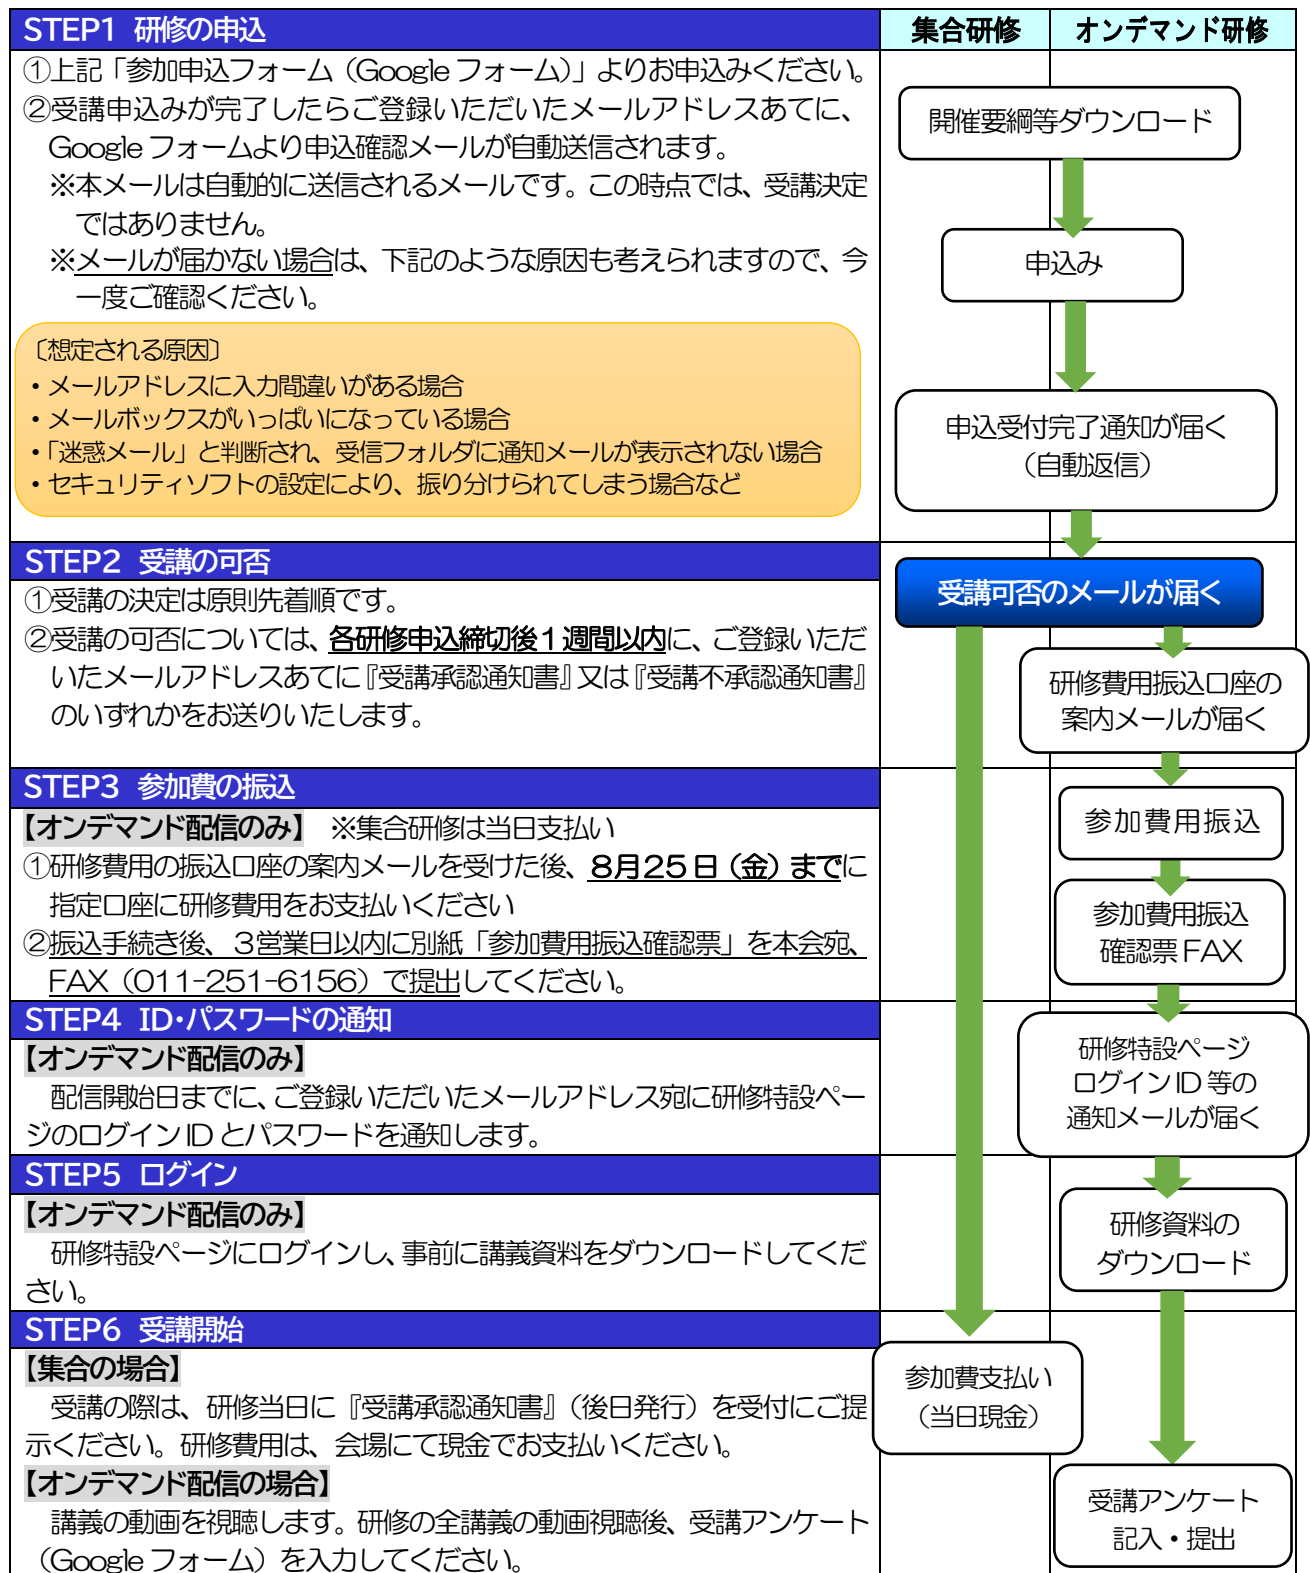 STEP1 研修の申込
集合研修
オンデマンド研修
①上記「参加申込フォーム（Googleフォーム）」よりお申込みください。
②受講申込みが完了したらご登録いただいたメールアドレスあてに、
Googleフォームより申込確認メールが自動送信されます。
※本メールは自動的に送信されるメールです。この時点では、受講決定
ではありません。
※メールが届かない場合は、下記のような原因も考えられますので、今
一度ご確認ください。
〔想定される原因〕
・メールアドレスに入力間違いがある場合
・メールボックスがいっぱいになっている場合
・「迷惑メール」と判断され、受信フォルダに通知メールが表示されない場合
・セキュリティソフトの設定により、振り分けられてしまう場合など
開催要綱等ダウンロード
申込み
申込受付完了通知が届く
（自動返信）
STEP2 受講の可否
①受講の決定は原則先着順です。
②受講の可否については、各研修申込締切後１週間以内に、ご登録いただ
いたメールアドレスあてに『受講承認通知書』又は『受講不承認通知書』
のいずれかをお送りいたします。
受講可否のメールが届く
研修費用振込口座の
案内メールが届く
STEP3 参加費の振込
【オンデマンド配信のみ】 ※集合研修は当日支払い
①研修費用の振込口座の案内メールを受けた後、８月２５日（金）までに
指定口座に研修費用をお支払いください
②振込手続き後、３営業日以内に別紙「参加費用振込確認票」を本会宛、
FAX（011-251-6156）で提出してください。
参加費用振込
参加費用振込
確認票FAX
STEP4 ID・パスワードの通知
【オンデマンド配信のみ】
配信開始日までに、ご登録いただいたメールアドレス宛に研修特設ペー
ジのログインIDとパスワードを通知します。
研修特設ページ
ログインID等の
通知メールが届く
STEP5 ログイン
【オンデマンド配信のみ】
研修特設ページにログインし、事前に講義資料をダウンロードしてくだ
さい。
研修資料の
ダウンロード
STEP6 受講開始
【集合の場合】
受講の際は、研修当日に『受講承認通知書』（後日発行）を受付にご提
示ください。研修費用は、会場にて現金でお支払いください。
【オンデマンド配信の場合】
講義の動画を視聴します。研修の全講義の動画視聴後、受講アンケート
（Googleフォーム）を入力してください。
参加費支払い
（当日現金）
受講アンケート
記入・提出